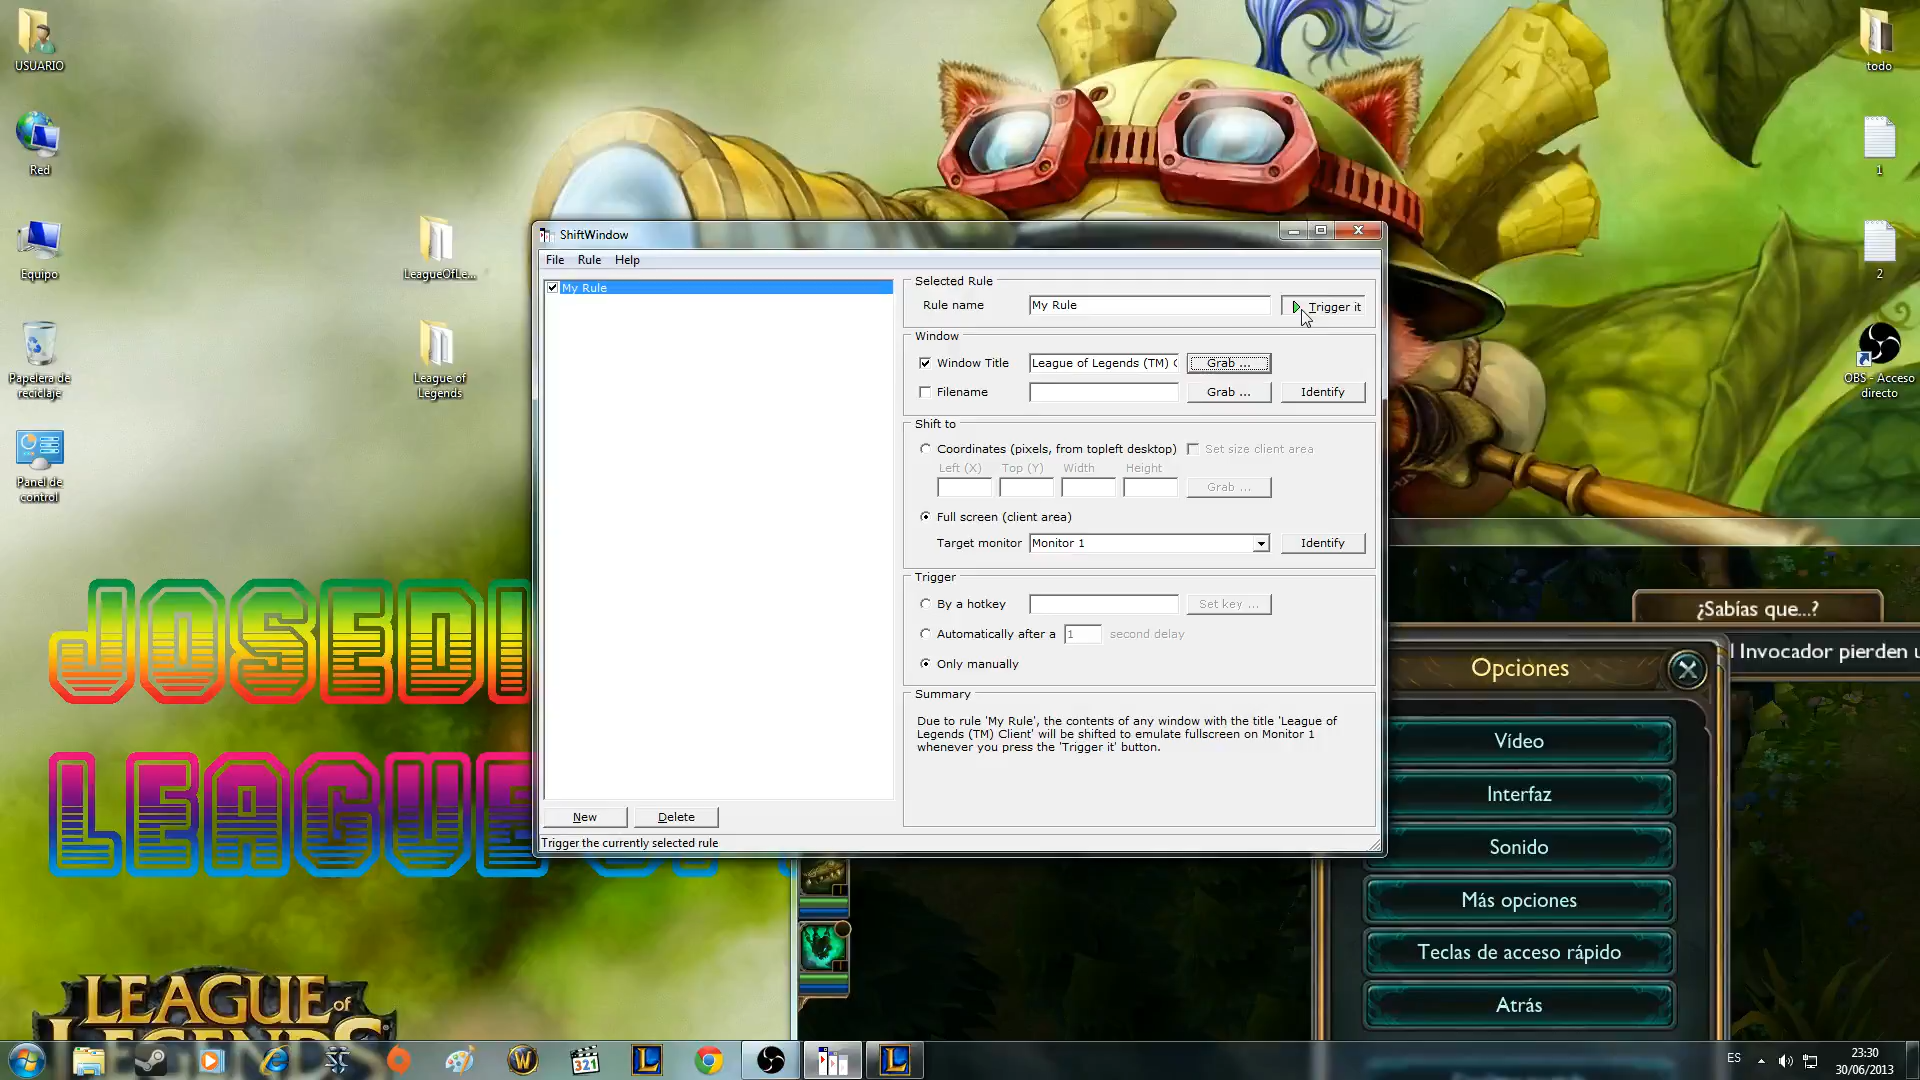 USUARIO
Red
Equipo
Papelera de
reciclaje
Panel de
control
LeagueOfLe...
League of
Legends
todo
1
2
OBS - Acceso
directo
JOSEDI
LEAGUE
LEAGUE of
LEGENDS
ShiftWindow
File Rule Help
My Rule
New Delete
Trigger the currently selected rule
Selected Rule
Rule name My Rule Trigger it
Window
Window Title League of Legends (TM) C Grab ...
Filename Grab ... Identify
Shift to
Coordinates (pixels, from topleft desktop) Set size client area
Left (X) Top (Y) Width Height
Grab ...
Full screen (client area)
Target monitor Monitor 1 Identify
Trigger
By a hotkey Set key ...
Automatically after a 1 second delay
Only manually
Summary
Due to rule 'My Rule', the contents of any window with the title 'League of
Legends (TM) Client' will be shifted to emulate fullscreen on Monitor 1
whenever you press the 'Trigger it' button.
¿Sabías que...?
l Invocador pierden u
Opciones
Vídeo
Interfaz
Sonido
Más opciones
Teclas de acceso rápido
Atrás
321
ES
23:30
30/06/2013